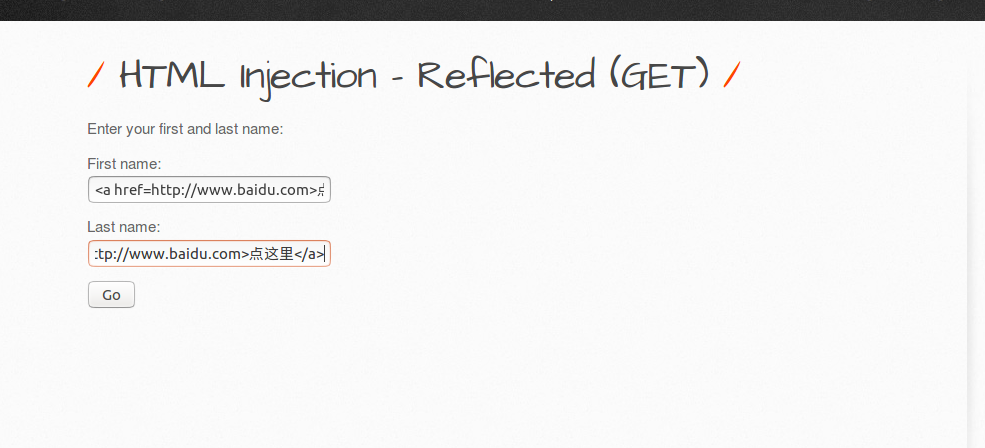 / HTML Injection - Reflected (GET) /
Enter your first and last name:
First name:
<a href=http://www.baidu.com>
Last name:
tp://www.baidu.com>点这里</a>
Go